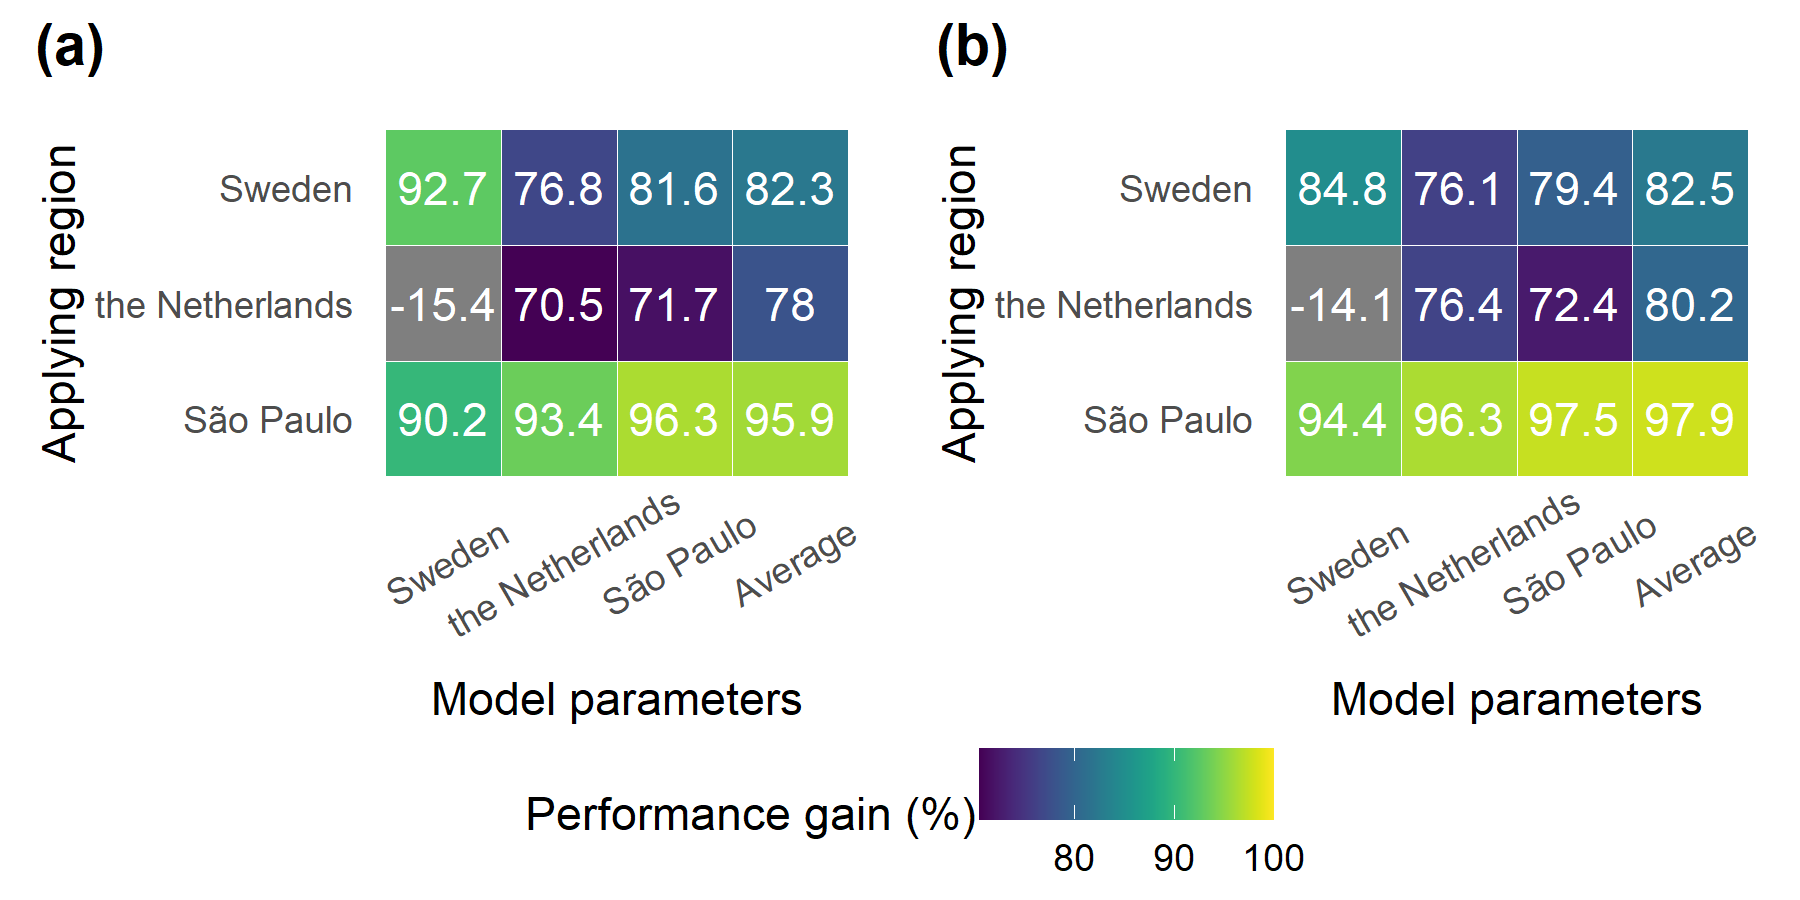 (a)
Applying region
Sweden
92.7 76.8 81.6 82.3
the Netherlands
-15.4 70.5 71.7 78
São Paulo
90.2 93.4 96.3 95.9
Sweden
the Netherlands
São Paulo
Average
Model parameters
(b)
Applying region
Sweden
84.8 76.1 79.4 82.5
the Netherlands
-14.1 76.4 72.4 80.2
São Paulo
94.4 96.3 97.5 97.9
Sweden
the Netherlands
São Paulo
Average
Model parameters
Performance gain (%)
80 90 100